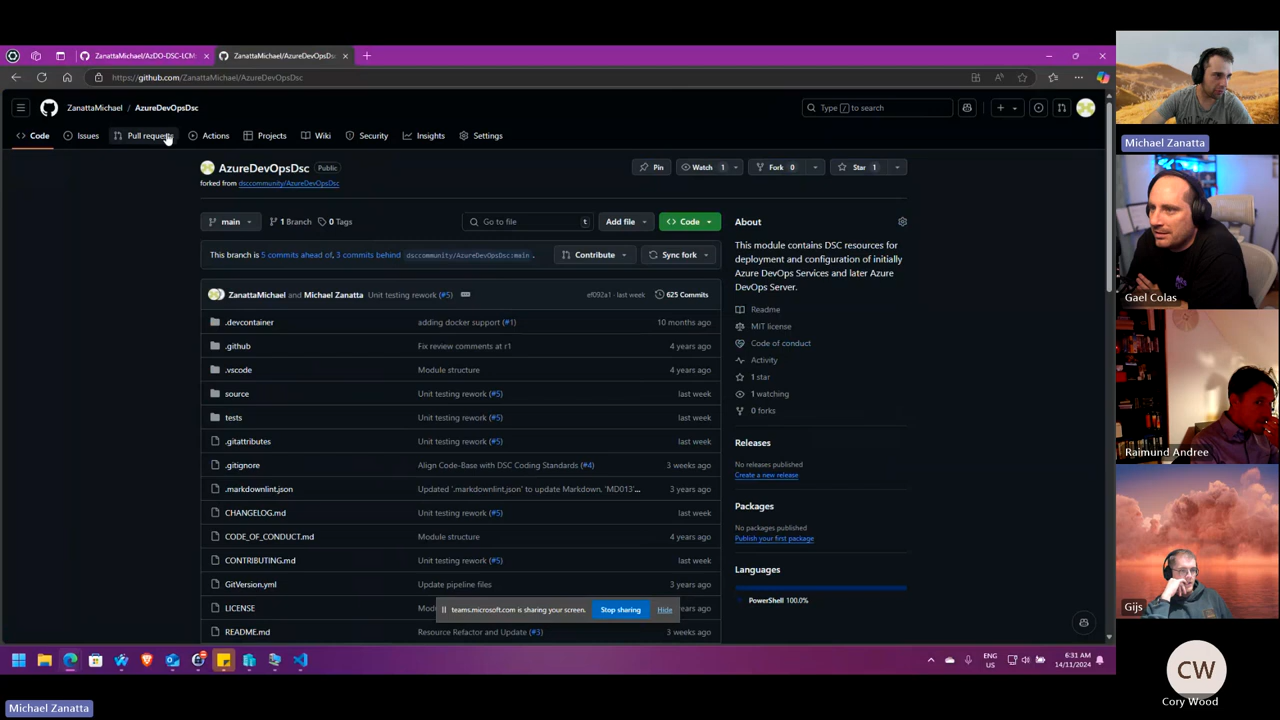 ZanattaMichael/AzDO-DSC-LCM
ZanattaMichael/AzureDevOpsDsc
https://github.com/ZanattaMichael/AzureDevOpsDsc
ZanattaMichael / AzureDevOpsDsc
Type / to search
Code
Issues
Pull requests
Actions
Projects
Wiki
Security
Insights
Settings
AzureDevOpsDsc Public
forked from dsccommunity/AzureDevOpsDsc
Pin
Watch 1
Fork 0
Star 1
main
1 Branch
0 Tags
Go to file
t
Add file
Code
This branch is 5 commits ahead of, 3 commits behind dsccommunity/AzureDevOpsDsc:main .
Contribute
Sync fork
ZanattaMichael and Michael Zanatta Unit testing rework (#5)
ef092a1 · last week
625 Commits
.devcontainer adding docker support (#1) 10 months ago
.github Fix review comments at r1 4 years ago
.vscode Module structure 4 years ago
source Unit testing rework (#5) last week
tests Unit testing rework (#5) last week
.gitattributes Unit testing rework (#5) last week
.gitignore Align Code-Base with DSC Coding Standards (#4) 3 weeks ago
.markdownlint.json Updated '.markdownlint.json' to update Markdown, 'MD013'... 3 years ago
CHANGELOG.md Unit testing rework (#5) last week
CODE_OF_CONDUCT.md Module structure 4 years ago
CONTRIBUTING.md Unit testing rework (#5) last week
GitVersion.yml Update pipeline files 3 years ago
LICENSE Mod years ago
README.md Resource Refactor and Update (#3) 3 weeks ago
About
This module contains DSC resources for
deployment and configuration of initially
Azure DevOps Services and later Azure
DevOps Server.
Readme
MIT license
Code of conduct
Activity
1 star
1 watching
0 forks
Releases
No releases published
Create a new release
Packages
No packages published
Publish your first package
Languages
PowerShell 100.0%
teams.microsoft.com is sharing your screen.
Stop sharing
Hide
ENG
US
6:31 AM
14/11/2024
Michael Zanatta
Gael Colas
Raimund Andree
Gijs
CW
Cory Wood
Michael Zanatta